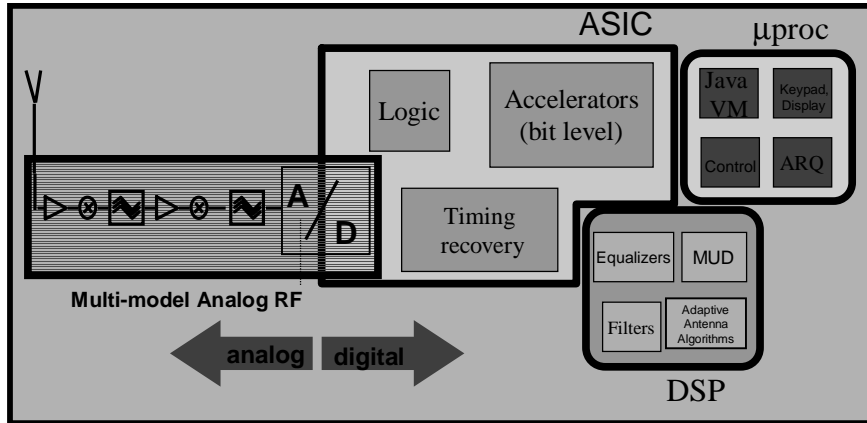 ASIC
μproc
Logic
Accelerators
(bit level)
Java
VM
Keypad,
Display
Control
ARQ
A
D
Timing
recovery
Equalizers
MUD
Filters
Adaptive
Antenna
Algorithms
Multi-model Analog RF
analog
digital
DSP